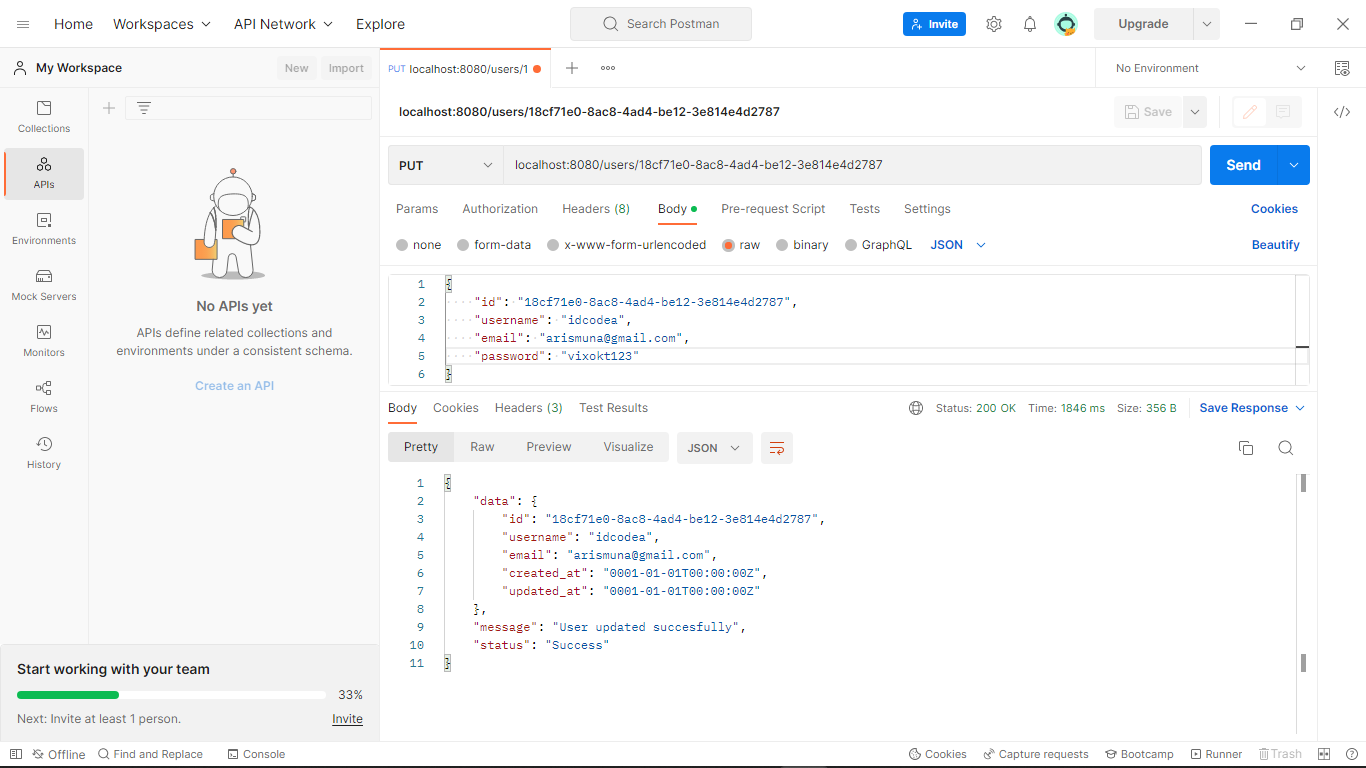 Home Workspaces API Network Explore Search Postman Invite Upgrade
My Workspace New Import
PUT localhost:8080/users/1
No Environment
Collections
APIs
Environments
Mock Servers
Monitors
Flows
History
No APIs yet
APIs define related collections and
environments under a consistent schema.
Create an API
Start working with your team
33%
Next: Invite at least 1 person. Invite
localhost:8080/users/18cf71e0-8ac8-4ad4-be12-3e814e4d2787 Save
PUT localhost:8080/users/18cf71e0-8ac8-4ad4-be12-3e814e4d2787 Send
Params Authorization Headers (8) Body Pre-request Script Tests Settings Cookies
none form-data x-www-form-urlencoded raw binary GraphQL JSON Beautify
1 {
2 "id": "18cf71e0-8ac8-4ad4-be12-3e814e4d2787",
3 "username": "idcodea",
4 "email": "arismuna@gmail.com",
5 "password": "vixokt123"
6 }
Body Cookies Headers (3) Test Results Status: 200 OK Time: 1846 ms Size: 356 B Save Response
Pretty Raw Preview Visualize JSON
1 {
2 "data": {
3 "id": "18cf71e0-8ac8-4ad4-be12-3e814e4d2787",
4 "username": "idcodea",
5 "email": "arismuna@gmail.com",
6 "created_at": "0001-01-01T00:00:00Z",
7 "updated_at": "0001-01-01T00:00:00Z"
8 },
9 "message": "User updated succesfully",
10 "status": "Success"
11 }
Offline Find and Replace Console Cookies Capture requests Bootcamp Runner Trash